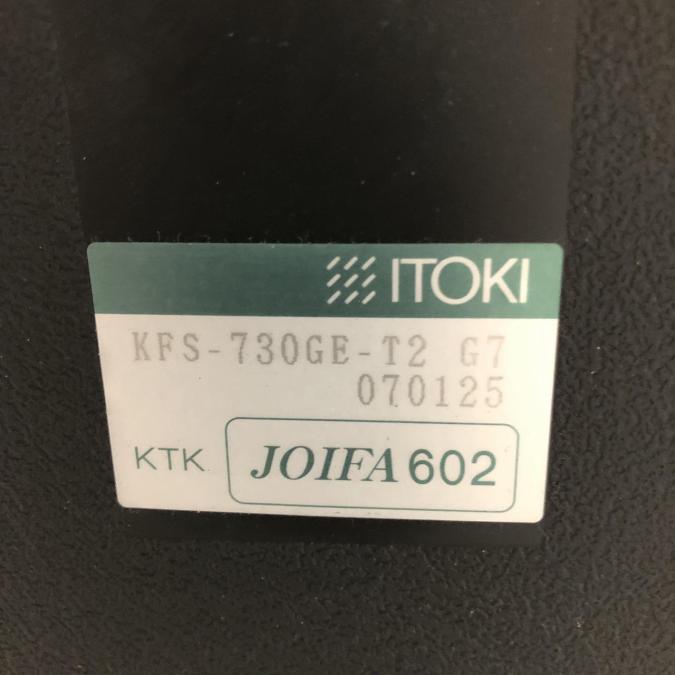 ITOKI
KFS-730GE-T2 G7
070125
KTK
JOIFA 602